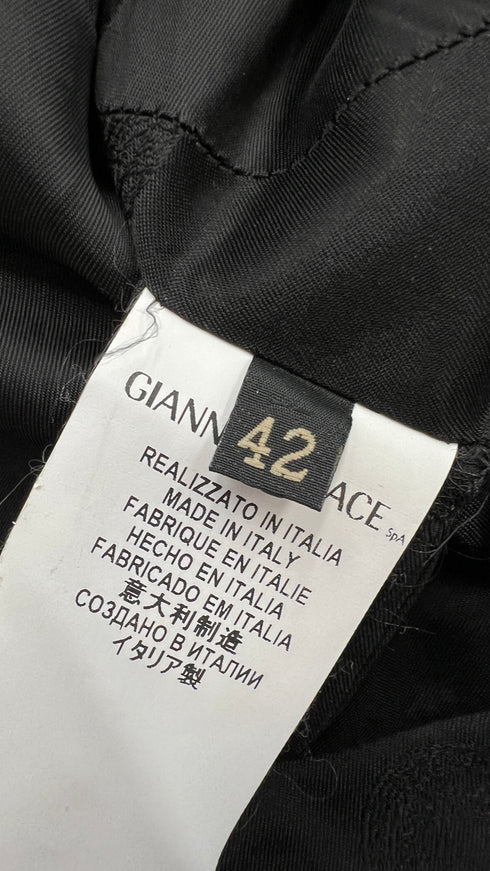 GIANN ACE SpA
42
REALIZZATO IN ITALIA
MADE IN ITALY
FABRIQUE EN ITALIE
HECHO EN ITALIA
FABRICADO EM ITALIA
意大利制造
СОЗДАНО В ИТАЛИИ
イタリア製